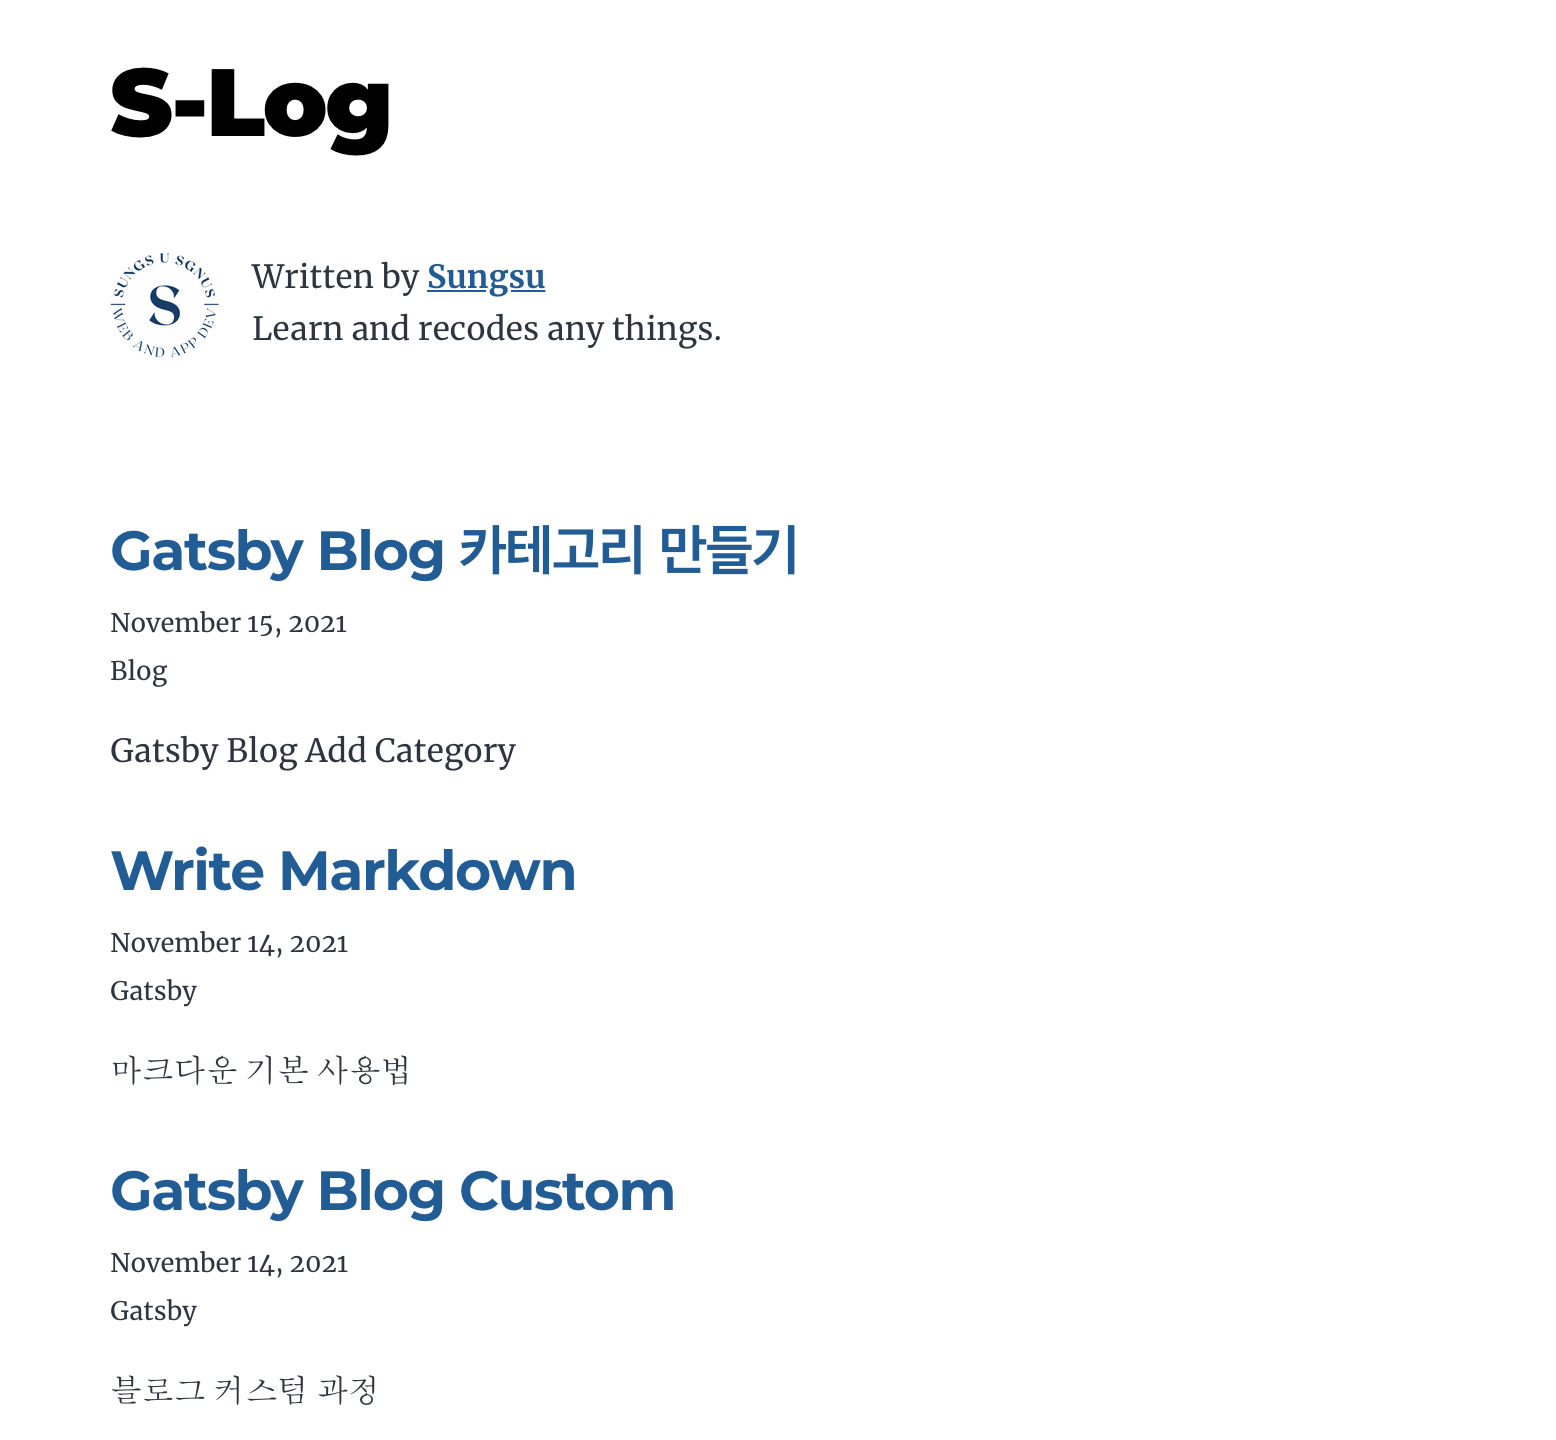 S-Log
SUNGS U SGNUS
S
WEB AND APP DEV
Written by Sungsu
Learn and recodes any things.
Gatsby Blog 카테고리 만들기
November 15, 2021
Blog
Gatsby Blog Add Category
Write Markdown
November 14, 2021
Gatsby
마크다운 기본 사용법
Gatsby Blog Custom
November 14, 2021
Gatsby
블로그 커스텀 과정